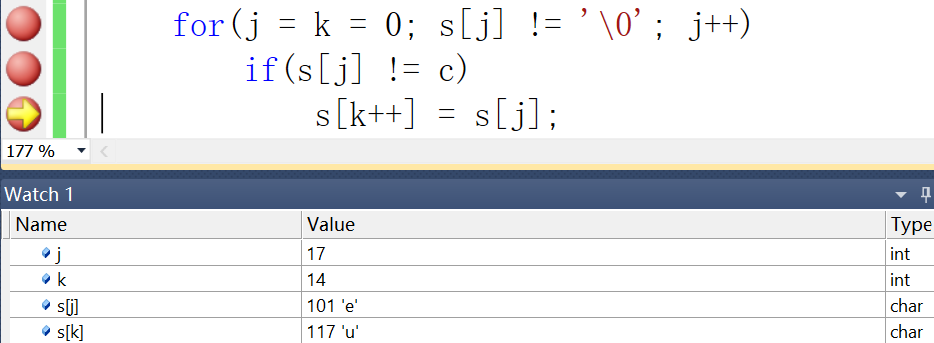 for(j = k = 0; s[j] != '\0'; j++)
if(s[j] != c)
s[k++] = s[j];
177 %
Watch 1
Name Value Type
j 17 int
k 14 int
s[j] 101 'e' char
s[k] 117 'u' char